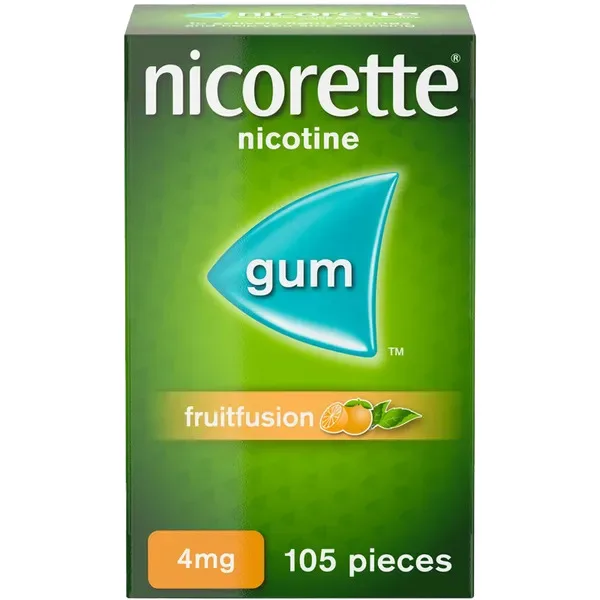 nicorette®
nicotine
gum
™
fruitfusion
4mg 105 pieces